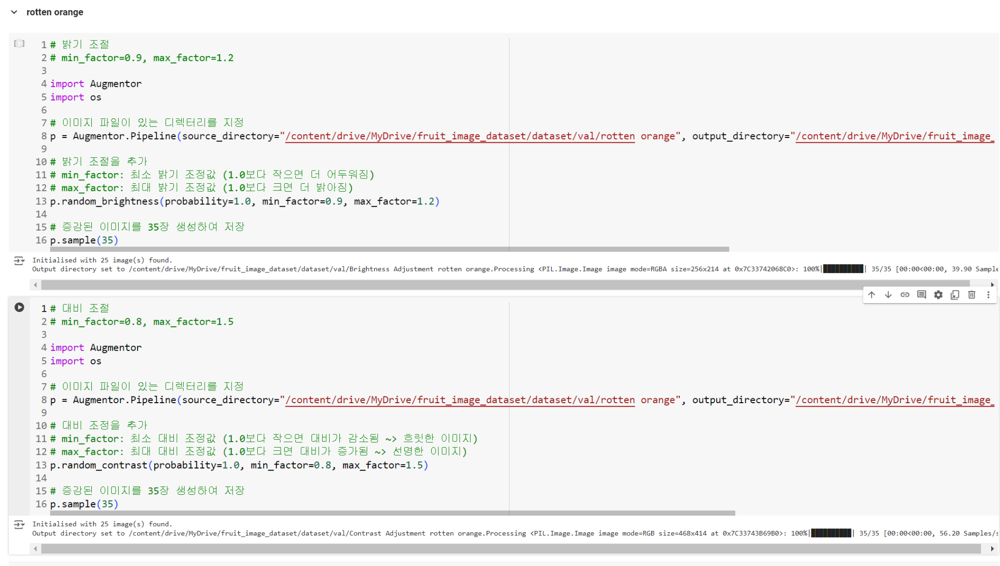 rotten orange
1 # 밝기 조절
2 # min_factor=0.9, max_factor=1.2
3
4 import Augmentor
5 import os
6
7 # 이미지 파일이 있는 디렉터리를 지정
8 p = Augmentor.Pipeline(source_directory="/content/drive/MyDrive/fruit_image_dataset/dataset/val/rotten orange", output_directory="/content/drive/MyDrive/fruit_image_
9
10 # 밝기 조절을 추가
11 # min_factor: 최소 밝기 조정값 (1.0보다 작으면 더 어두워짐)
12 # max_factor: 최대 밝기 조정값 (1.0보다 크면 더 밝아짐)
13 p.random_brightness(probability=1.0, min_factor=0.9, max_factor=1.2)
14
15 # 증강된 이미지를 35장 생성하여 저장
16 p.sample(35)
Initialised with 25 image(s) found.
Output directory set to /content/drive/MyDrive/fruit_image_dataset/dataset/val/Brightness Adjustment rotten orange.Processing <PIL.Image.Image image mode=RGBA size=256x214 at 0x7C33742068C0>: 100%|██████████| 35/35 [00:00<00:00, 39.90 Sample
1 # 대비 조절
2 # min_factor=0.8, max_factor=1.5
3
4 import Augmentor
5 import os
6
7 # 이미지 파일이 있는 디렉터리를 지정
8 p = Augmentor.Pipeline(source_directory="/content/drive/MyDrive/fruit_image_dataset/dataset/val/rotten orange", output_directory="/content/drive/MyDrive/fruit_image_
9
10 # 대비 조정을 추가
11 # min_factor: 최소 대비 조정값 (1.0보다 작으면 대비가 감소됨 ~> 흐릿한 이미지)
12 # max_factor: 최대 대비 조정값 (1.0보다 크면 대비가 증가됨 ~> 선명한 이미지)
13 p.random_contrast(probability=1.0, min_factor=0.8, max_factor=1.5)
14
15 # 증강된 이미지를 35장 생성하여 저장
16 p.sample(35)
Initialised with 25 image(s) found.
Output directory set to /content/drive/MyDrive/fruit_image_dataset/dataset/val/Contrast Adjustment rotten orange.Processing <PIL.Image.Image image mode=RGB size=468x414 at 0x7C33743B69B0>: 100%|██████████| 35/35 [00:00<00:00, 56.20 Samples/s